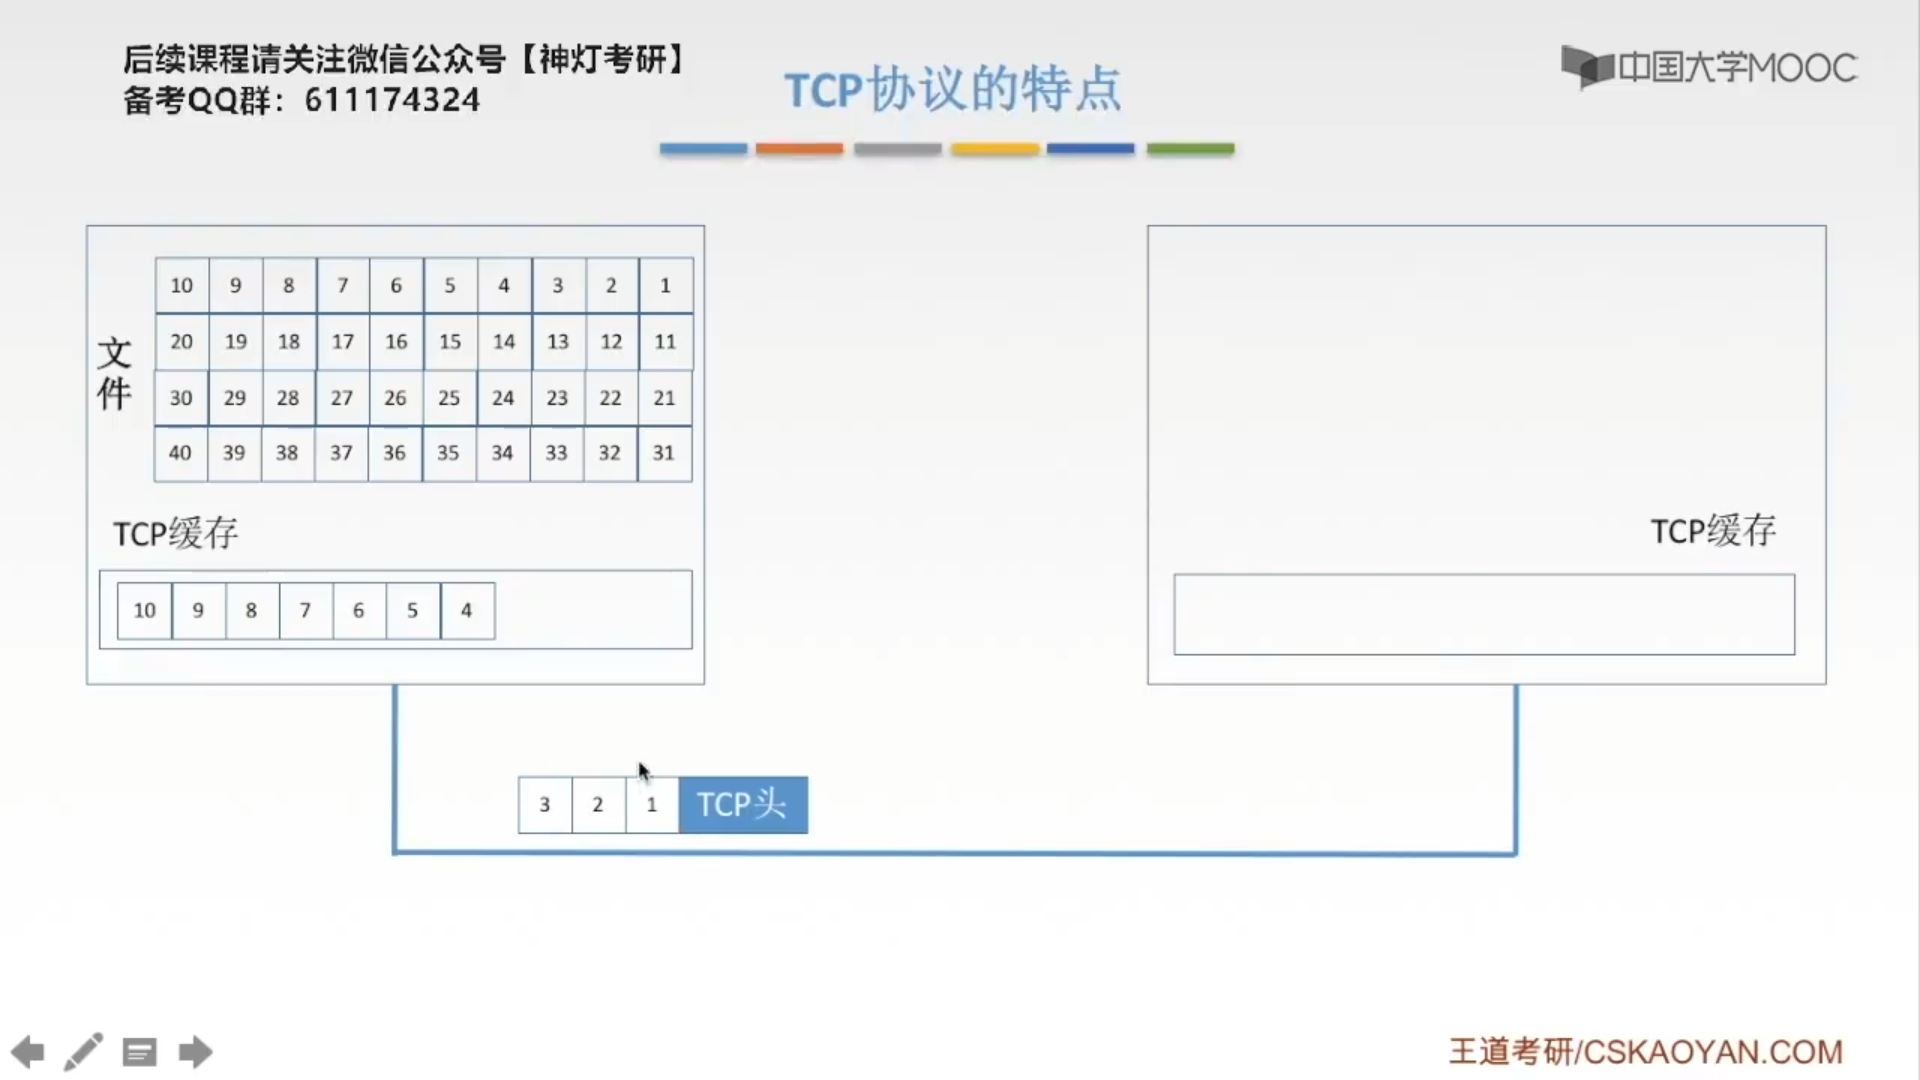 后续课程请关注微信公众号【神灯考研】
备考QQ群：611174324
TCP协议的特点
中国大学MOOC
文件
10 9 8 7 6 5 4 3 2 1
20 19 18 17 16 15 14 13 12 11
30 29 28 27 26 25 24 23 22 21
40 39 38 37 36 35 34 33 32 31
TCP缓存
10 9 8 7 6 5 4
TCP缓存
3 2 1 TCP头
王道考研/CSKAOYAN.COM